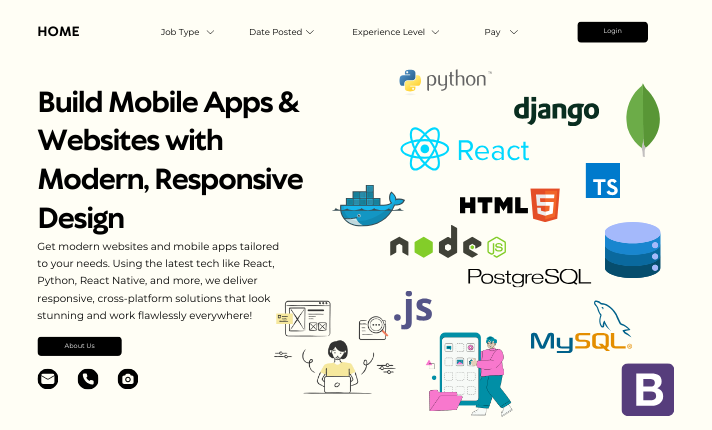 HOME
Job Type
Date Posted
Experience Level
Pay
Login
Build Mobile Apps &
Websites with
Modern, Responsive
Design
Get modern websites and mobile apps tailored
to your needs. Using the latest tech like React,
Python, React Native, and more, we deliver
responsive, cross-platform solutions that look
stunning and work flawlessly everywhere!
About Us
python™
django
React
TS
HTML5
node
JS
PostgreSQL
.js
MySQL®
B